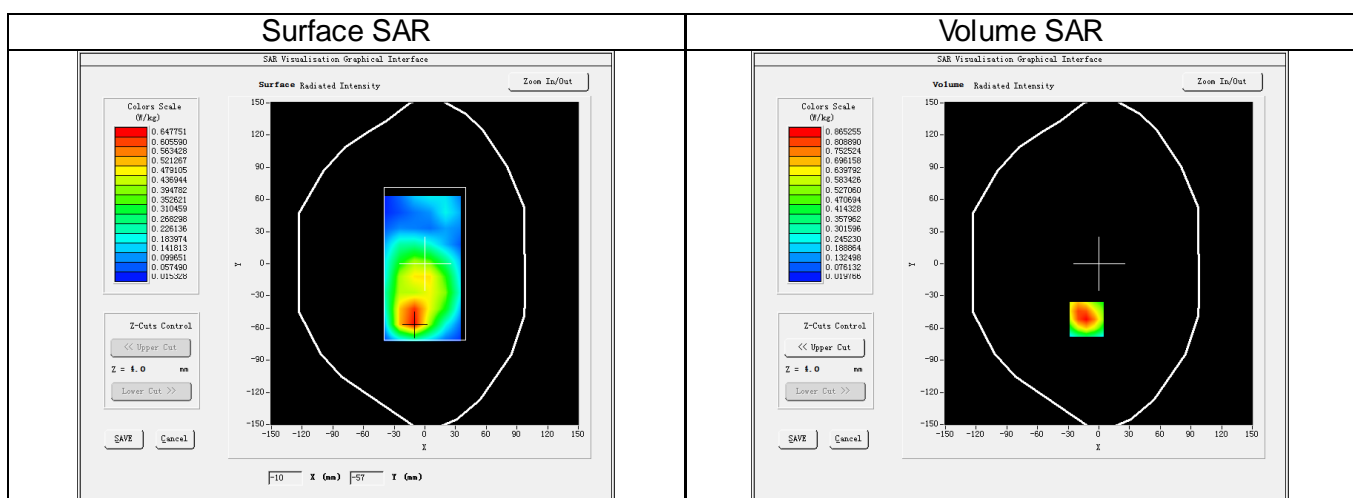 Surface SAR
Volume SAR
SAR Visualisation Graphical Interface
Surface Radiated Intensity
Zoom In/Out
Colors Scale
(W/kg)
0.647751
0.605590
0.563428
0.521267
0.479105
0.436944
0.394782
0.352621
0.310459
0.268298
0.226136
0.183974
0.141813
0.099651
0.057490
0.015328
150
120
90
60
30
0
-30
-60
-90
-120
-150
Y
-150 -120 -90 -60 -30 0 30 60 90 120 150
X
Z-Cuts Control
<< Upper Cut
Z = 4.0 mm
Lower Cut >>
SAVE Cancel
-10 X (mm) -57 Y (mm)
SAR Visualisation Graphical Interface
Volume Radiated Intensity
Zoom In/Out
Colors Scale
(W/kg)
0.865255
0.808890
0.752524
0.696158
0.639792
0.583426
0.527060
0.470694
0.414328
0.357962
0.301596
0.245230
0.188864
0.132498
0.076132
0.019766
150
120
90
60
30
0
-30
-60
-90
-120
-150
Y
-150 -120 -90 -60 -30 0 30 60 90 120 150
X
Z-Cuts Control
<< Upper Cut
Z = 4.0 mm
Lower Cut >>
SAVE Cancel